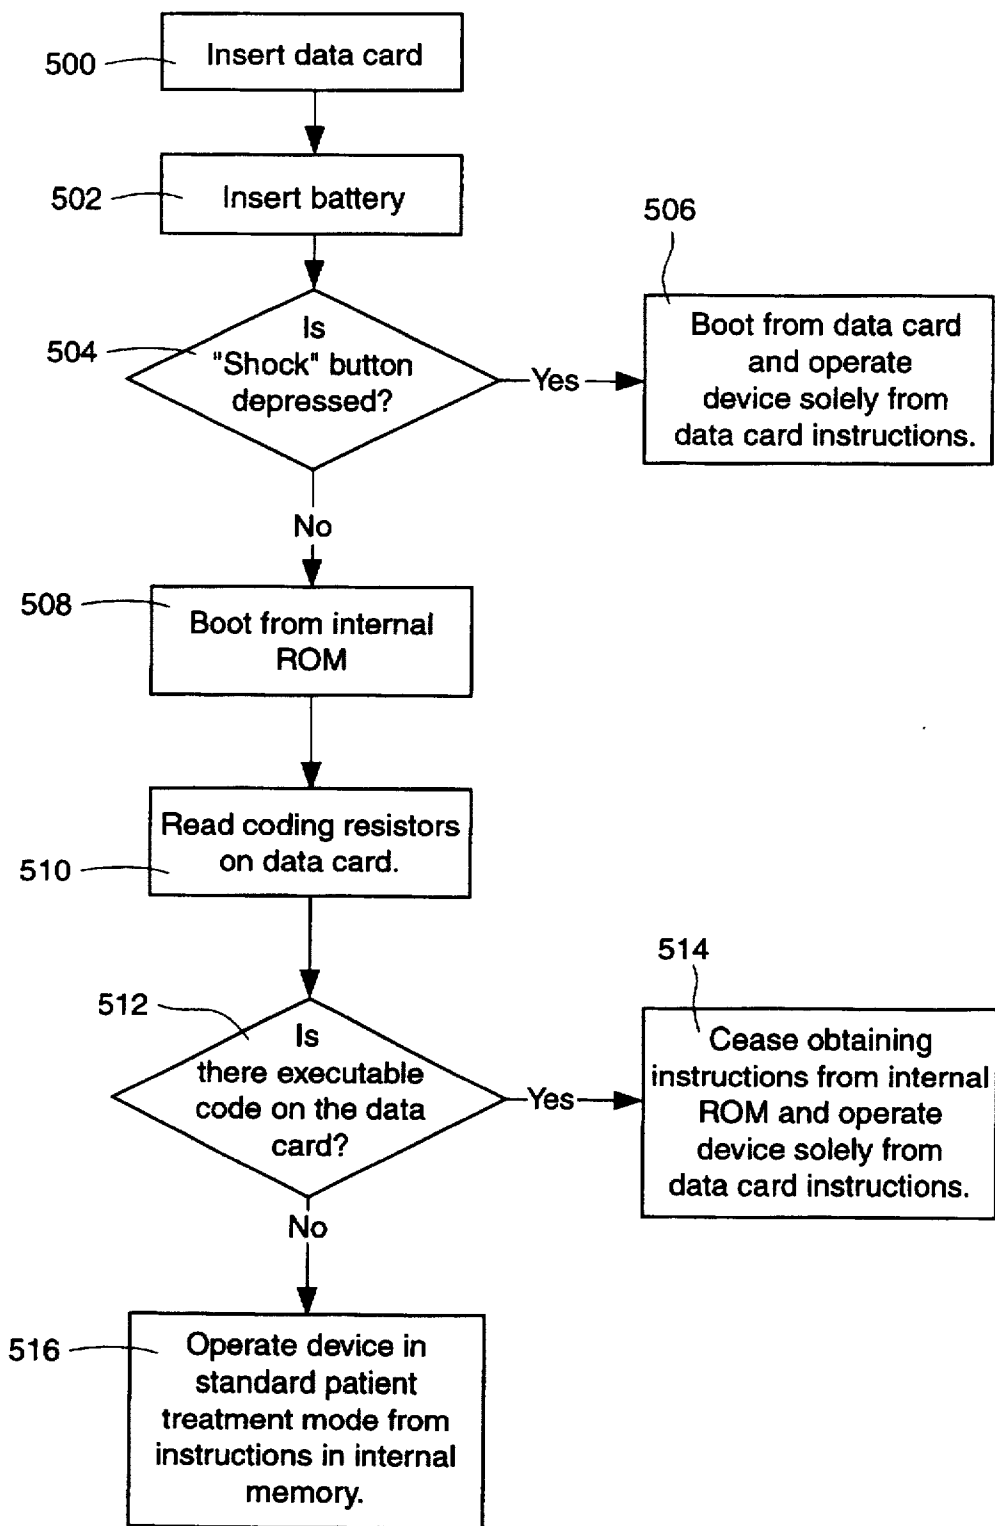 500
Insert data card
502
Insert battery
506
504
Is
"Shock" button
depressed?
Yes
Boot from data card
and operate
device solely from
data card instructions.
No
508
Boot from internal
ROM
510
Read coding resistors
on data card.
512
Is
there executable
code on the data
card?
Yes
514
Cease obtaining
instructions from internal
ROM and operate
device solely from
data card instructions.
No
516
Operate device in
standard patient
treatment mode from
instructions in internal
memory.